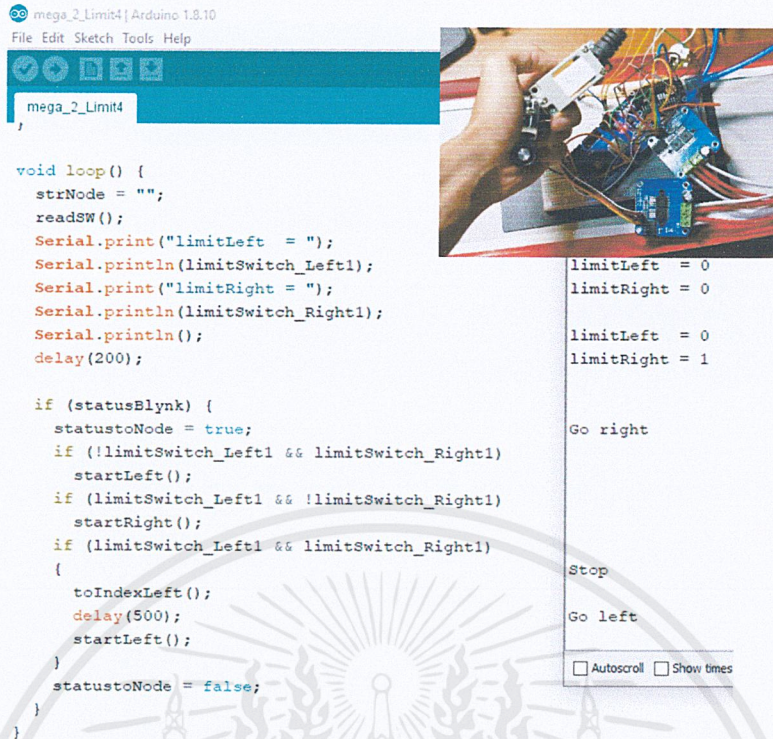 mega_2_Limit4 | Arduino 1.8.10
File Edit Sketch Tools Help
mega_2_Limit4
}
void loop() {
strNode = "";
readSW();
Serial.print("limitLeft  = ");
Serial.println(limitSwitch_Left1);
Serial.print("limitRight = ");
Serial.println(limitSwitch_Right1);
Serial.println();
delay(200);
if (statusBlynk) {
statustoNode = true;
if (!limitSwitch_Left1 && limitSwitch_Right1)
startLeft();
if (limitSwitch_Left1 && !limitSwitch_Right1)
startRight();
if (limitSwitch_Left1 && limitSwitch_Right1)
{
toIndexLeft();
delay(500);
startLeft();
}
statustoNode = false;
}
}
limitLeft  = 0
limitRight = 0
limitLeft  = 0
limitRight = 1
Go right
Stop
Go left
Autoscroll Show times